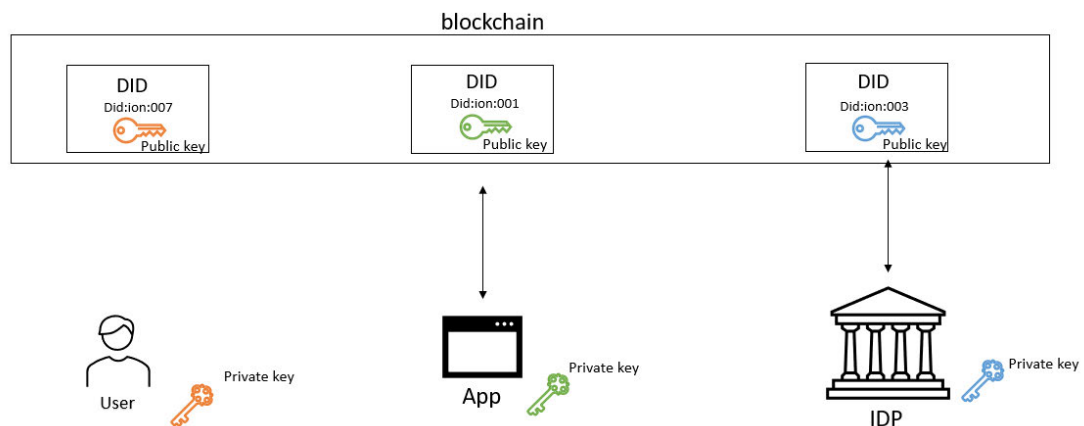 blockchain
DID
Did:ion:007
Public key
DID
Did:ion:001
Public key
DID
Did:ion:003
Public key
User
Private key
App
Private key
IDP
Private key